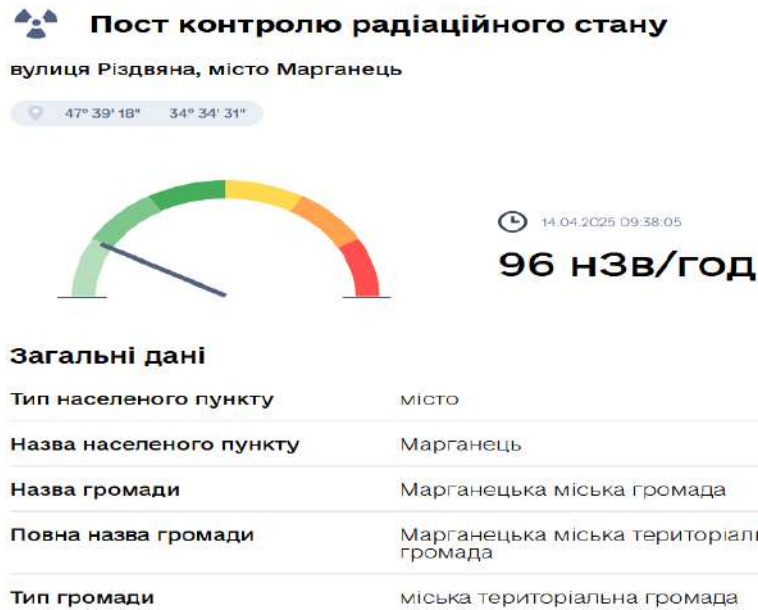 Пост контролю радіаційного стану
вулиця Різдвяна, місто Марганець
47° 39' 18" 34° 34' 31"
14.04.2025 09:38:05
96 нЗв/год
Загальні дані
Тип населеного пункту місто
Назва населеного пункту Марганець
Назва громади Марганецька міська громада
Повна назва громади Марганецька міська
громада
Тип громади міська територіальна громада